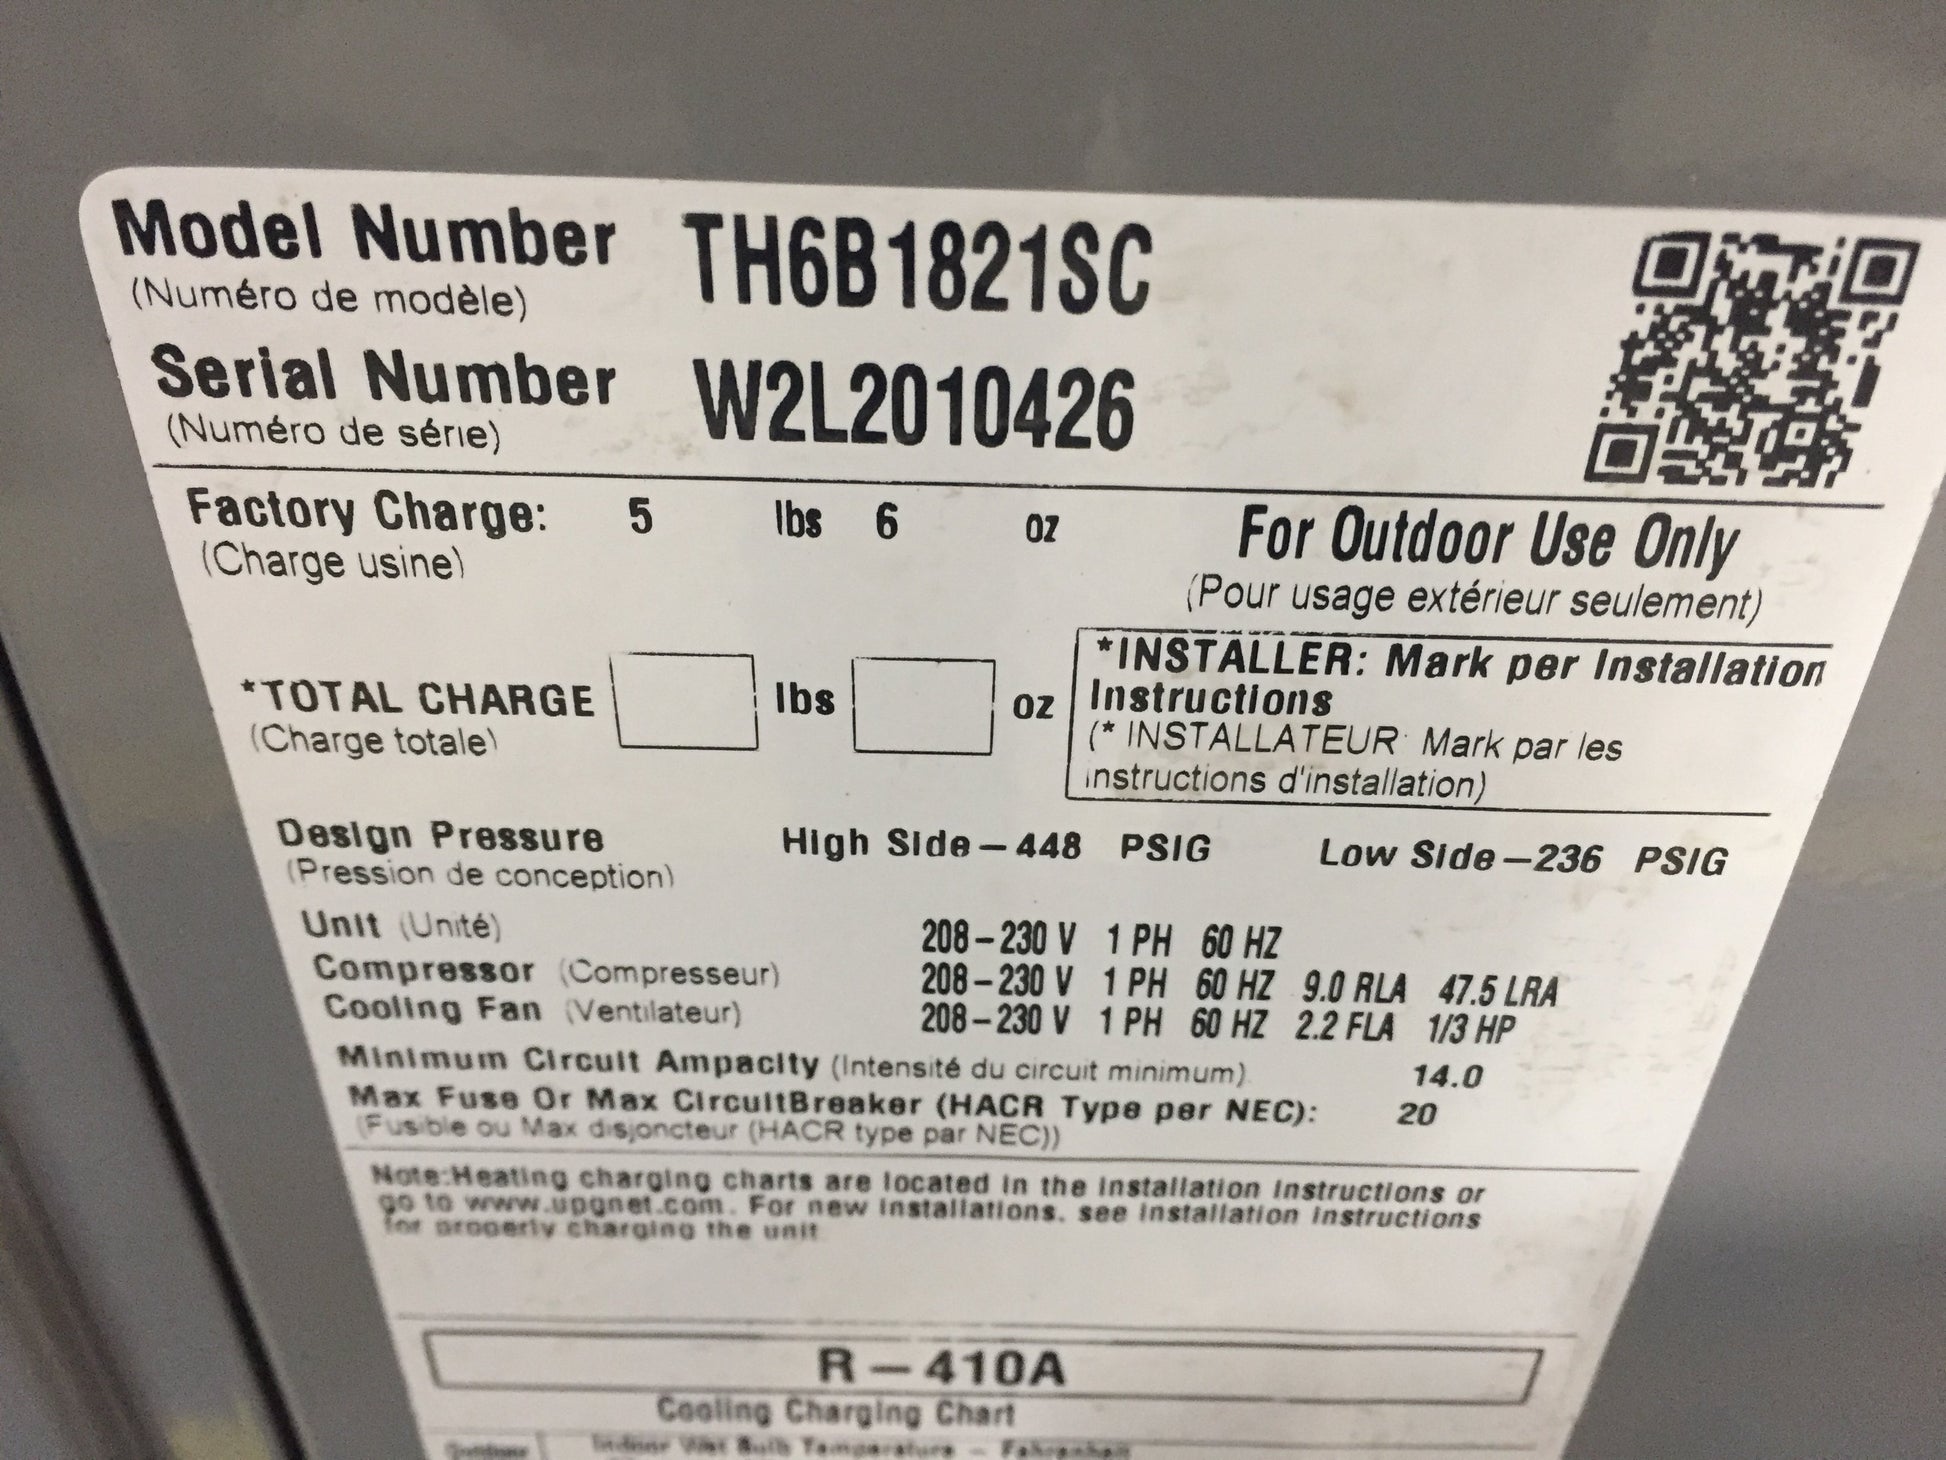 Model Number TH6B1821SC
(Numéro de modèle)
Serial Number W2L2010426
(Numéro de série)
Factory Charge: 5 lbs 6 oz
(Charge usine)
For Outdoor Use Only
(Pour usage extérieur seulement)
*TOTAL CHARGE lbs oz
(Charge totale)
*INSTALLER: Mark per Installation
Instructions
(* INSTALLATEUR Mark par les
instructions d'installation)
Design Pressure High Side-448 PSIG Low Side-236 PSIG
(Pression de conception)
Unit (Unité) 208-230 V 1 PH 60 HZ
Compressor (Compresseur) 208-230 V 1 PH 60 HZ 9.0 RLA 47.5 LRA
Cooling Fan (Ventilateur) 208-230 V 1 PH 60 HZ 2.2 FLA 1/3 HP
Minimum Circuit Ampacity (Intensité du circuit minimum) 14.0
Max Fuse Or Max CircuitBreaker (HACR Type per NEC): 20
(Fusible ou Max disjoncteur (HACR type par NEC))
Note:Heating charging charts are located in the Installation Instructions or
go to www.upgnet.com. For new installations, see Installation Instructions
for properly charging the unit
R-410A
Cooling Charging Chart
Outdoor Indoor Wet Bulb Temperature - Fahrenheit